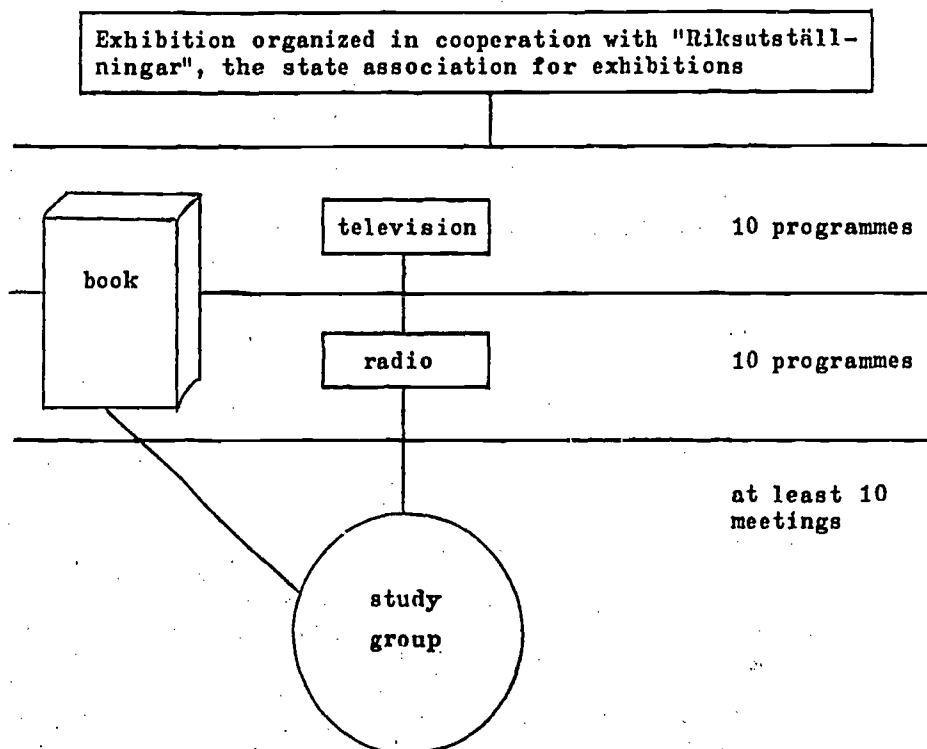 Exhibition organized in cooperation with "Riksutställ-
ningar", the state association for exhibitions
television
10 programmes
book
radio
10 programmes
at least 10
meetings
study
group